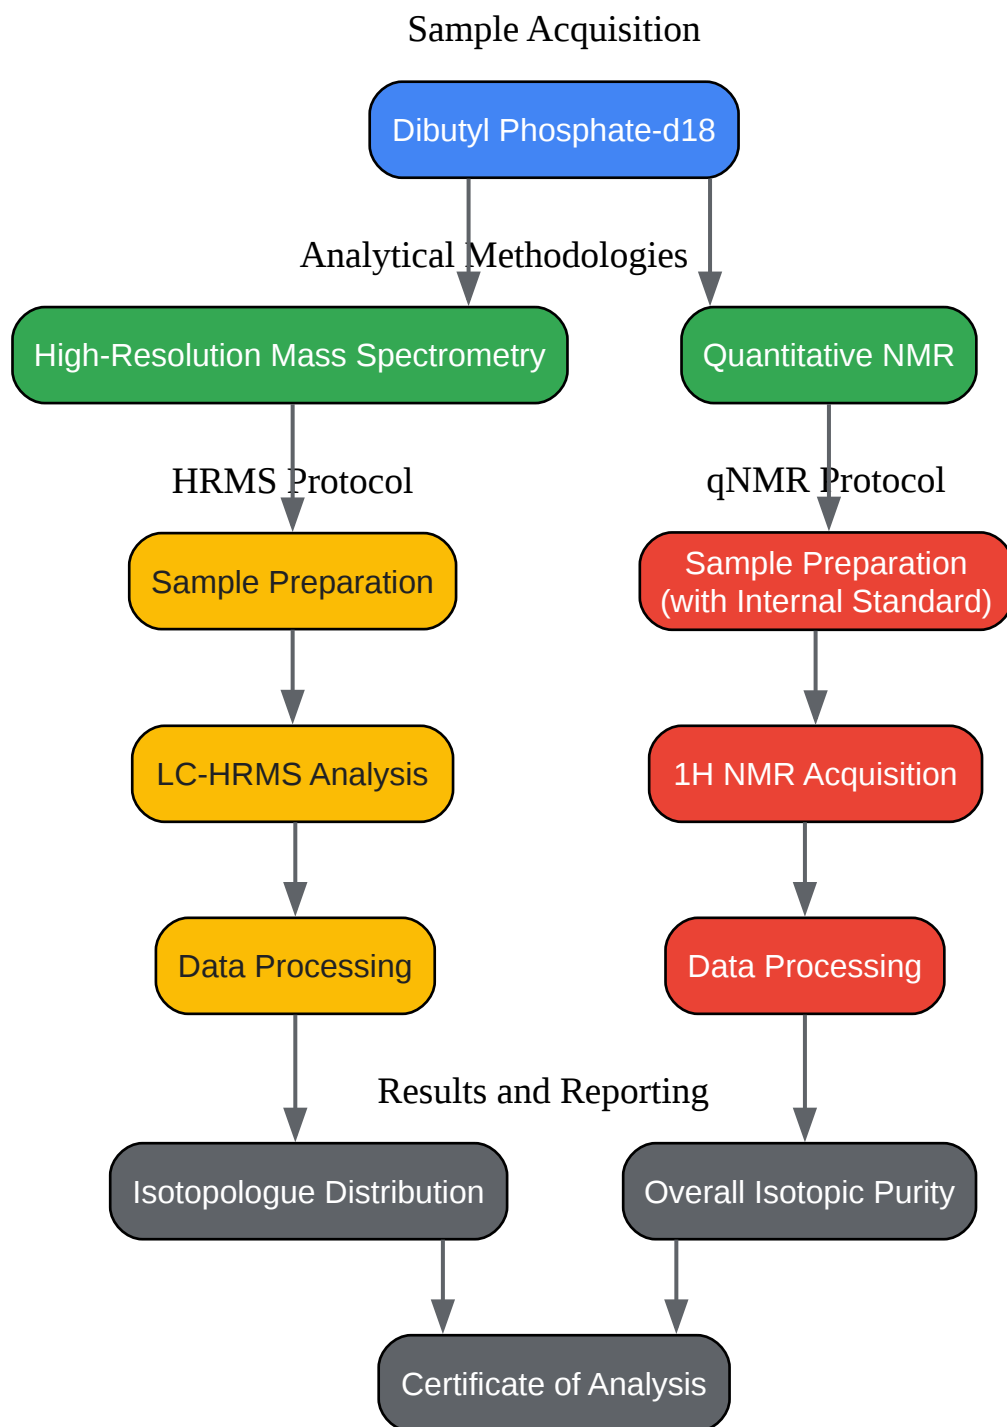 Sample Acquisition
Dibutyl Phosphate-d18
Analytical Methodologies
High-Resolution Mass Spectrometry
Quantitative NMR
HRMS Protocol
qNMR Protocol
Sample Preparation
Sample Preparation
(with Internal Standard)
LC-HRMS Analysis
1H NMR Acquisition
Data Processing
Data Processing
Results and Reporting
Isotopologue Distribution
Overall Isotopic Purity
Certificate of Analysis